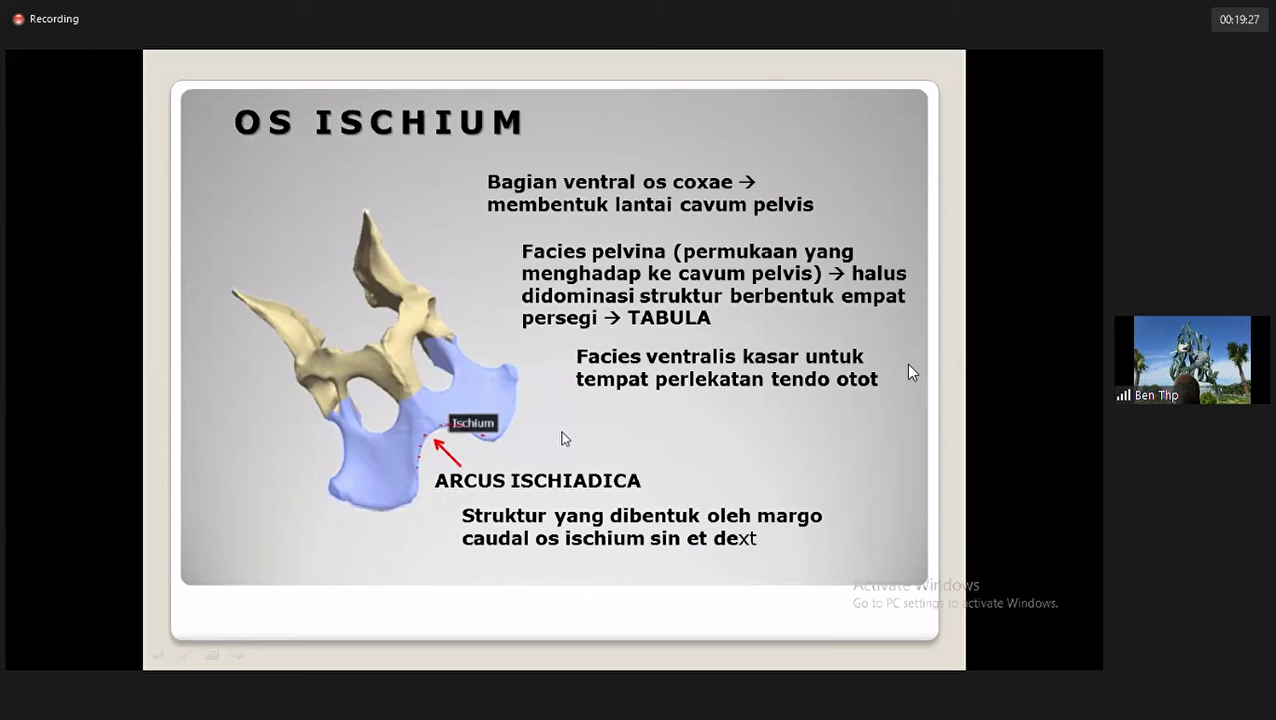 Recording
00:19:27
OS ISCHIUM
Bagian ventral os coxae →
membentuk lantai cavum pelvis
Facies pelvina (permukaan yang
menghadap ke cavum pelvis) → halus
didominasi struktur berbentuk empat
persegi → TABULA
Facies ventralis kasar untuk
tempat perlekatan tendo otot
Ischium
ARCUS ISCHIADICA
Struktur yang dibentuk oleh margo
caudal os ischium sin et dext
Ben Thp
Activate Windows
Go to PC settings to activate Windows.